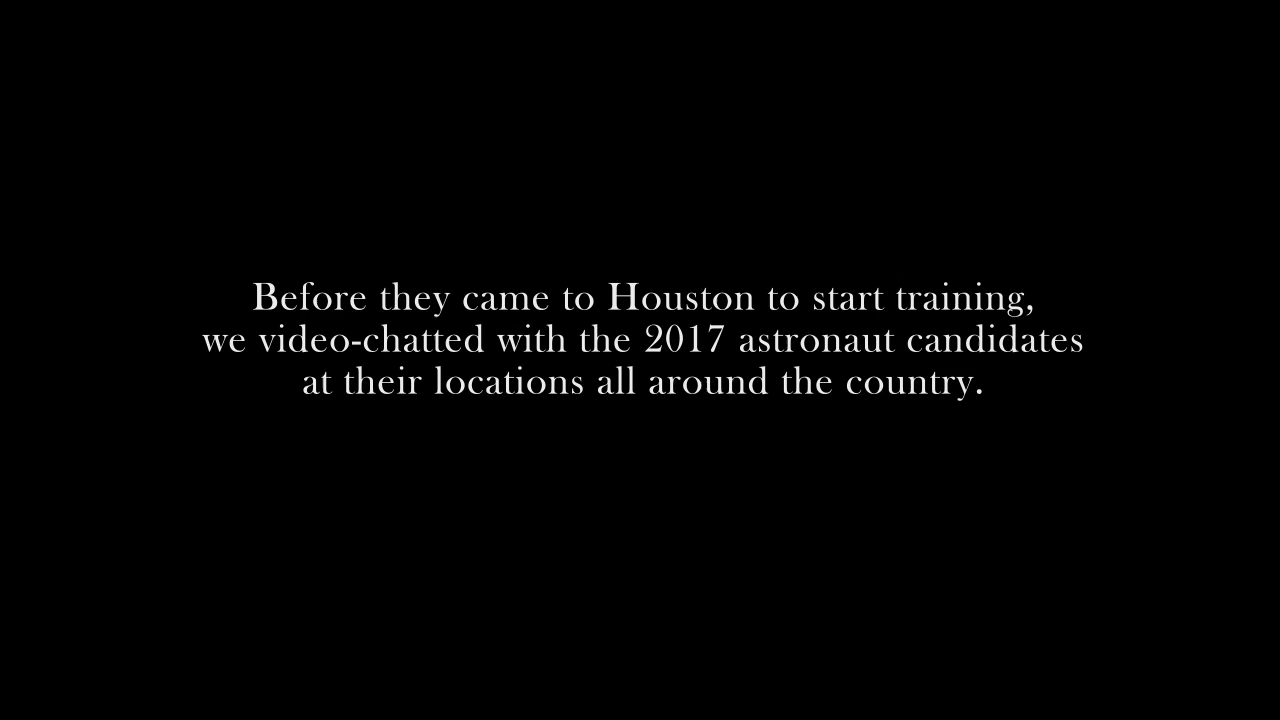 Before they came to Houston to start training,
we video-chatted with the 2017 astronaut candidates
at their locations all around the country.